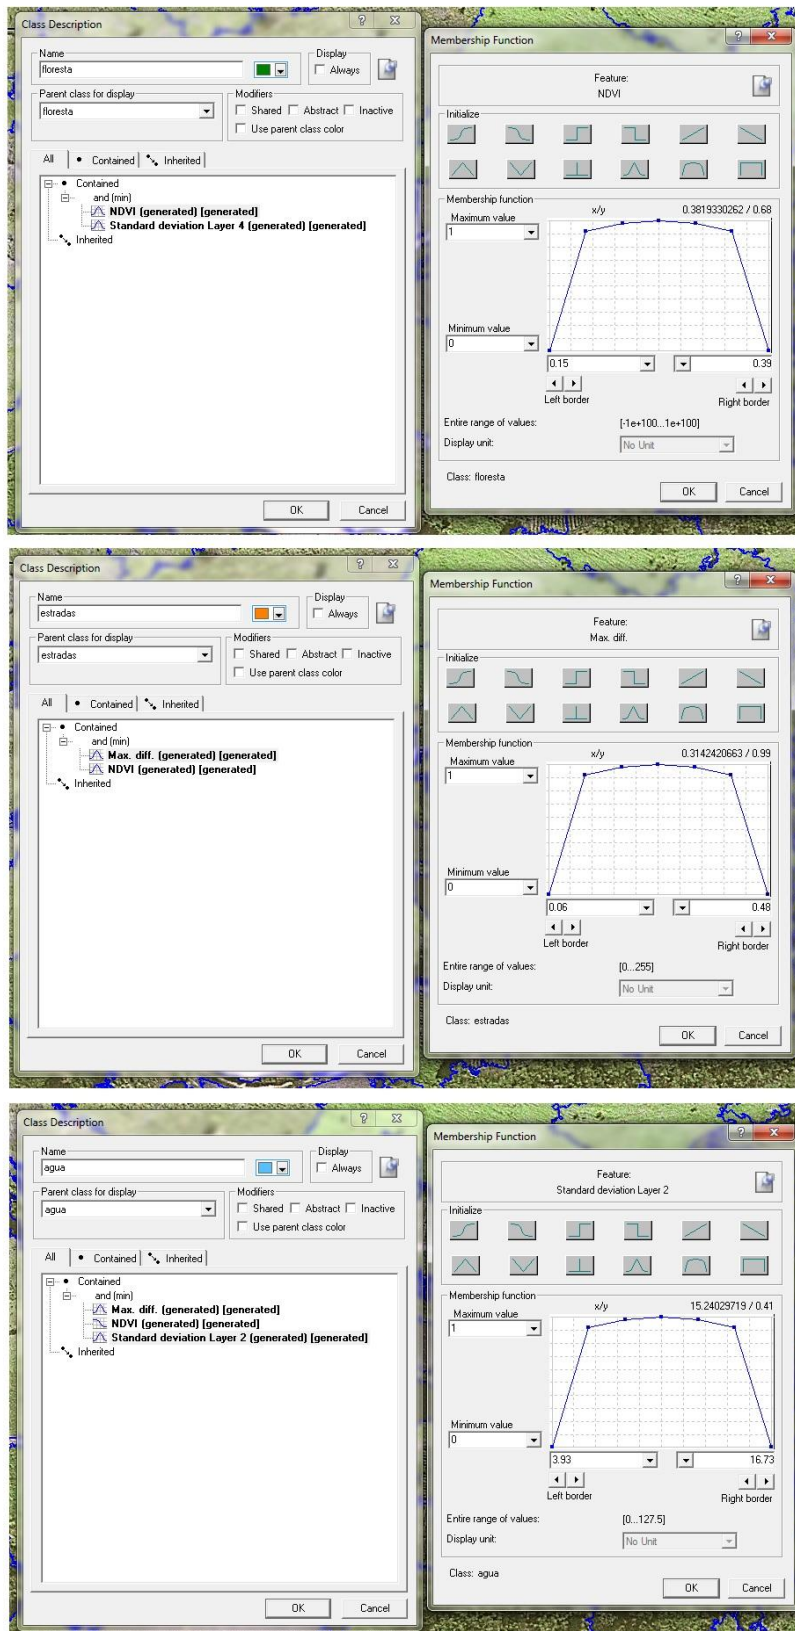 Class Description
Name
floresta
Display
Always
Parent class for display
floresta
Modifiers
Shared Abstract Inactive
Use parent class color
All Contained Inherited
Contained
and (min)
NDVI (generated) [generated]
Standard deviation Layer 4 (generated) [generated]
Inherited
OK Cancel
Membership Function
Feature:
NDVI
Initialize
Membership function
Maximum value
x/y 0.3819330262 / 0.68
1
Minimum value
0
0.15 0.39
Left border Right border
Entire range of values: [-1e+100...1e+100]
Display unit: No Unit
Class: floresta
OK Cancel
Class Description
Name
estradas
Display
Always
Parent class for display
estradas
Modifiers
Shared Abstract Inactive
Use parent class color
All Contained Inherited
Contained
and (min)
Max. diff. (generated) [generated]
NDVI (generated) [generated]
Inherited
OK Cancel
Membership Function
Feature:
Max. diff.
Initialize
Membership function
Maximum value
x/y 0.3142420663 / 0.99
1
Minimum value
0
0.06 0.48
Left border Right border
Entire range of values: [0...255]
Display unit: No Unit
Class: estradas
OK Cancel
Class Description
Name
agua
Display
Always
Parent class for display
agua
Modifiers
Shared Abstract Inactive
Use parent class color
All Contained Inherited
Contained
and (min)
Max. diff. (generated) [generated]
NDVI (generated) [generated]
Standard deviation Layer 2 (generated) [generated]
Inherited
OK Cancel
Membership Function
Feature:
Standard deviation Layer 2
Initialize
Membership function
Maximum value
x/y 15.24029719 / 0.41
1
Minimum value
0
3.93 16.73
Left border Right border
Entire range of values: [0...127.5]
Display unit: No Unit
Class: agua
OK Cancel